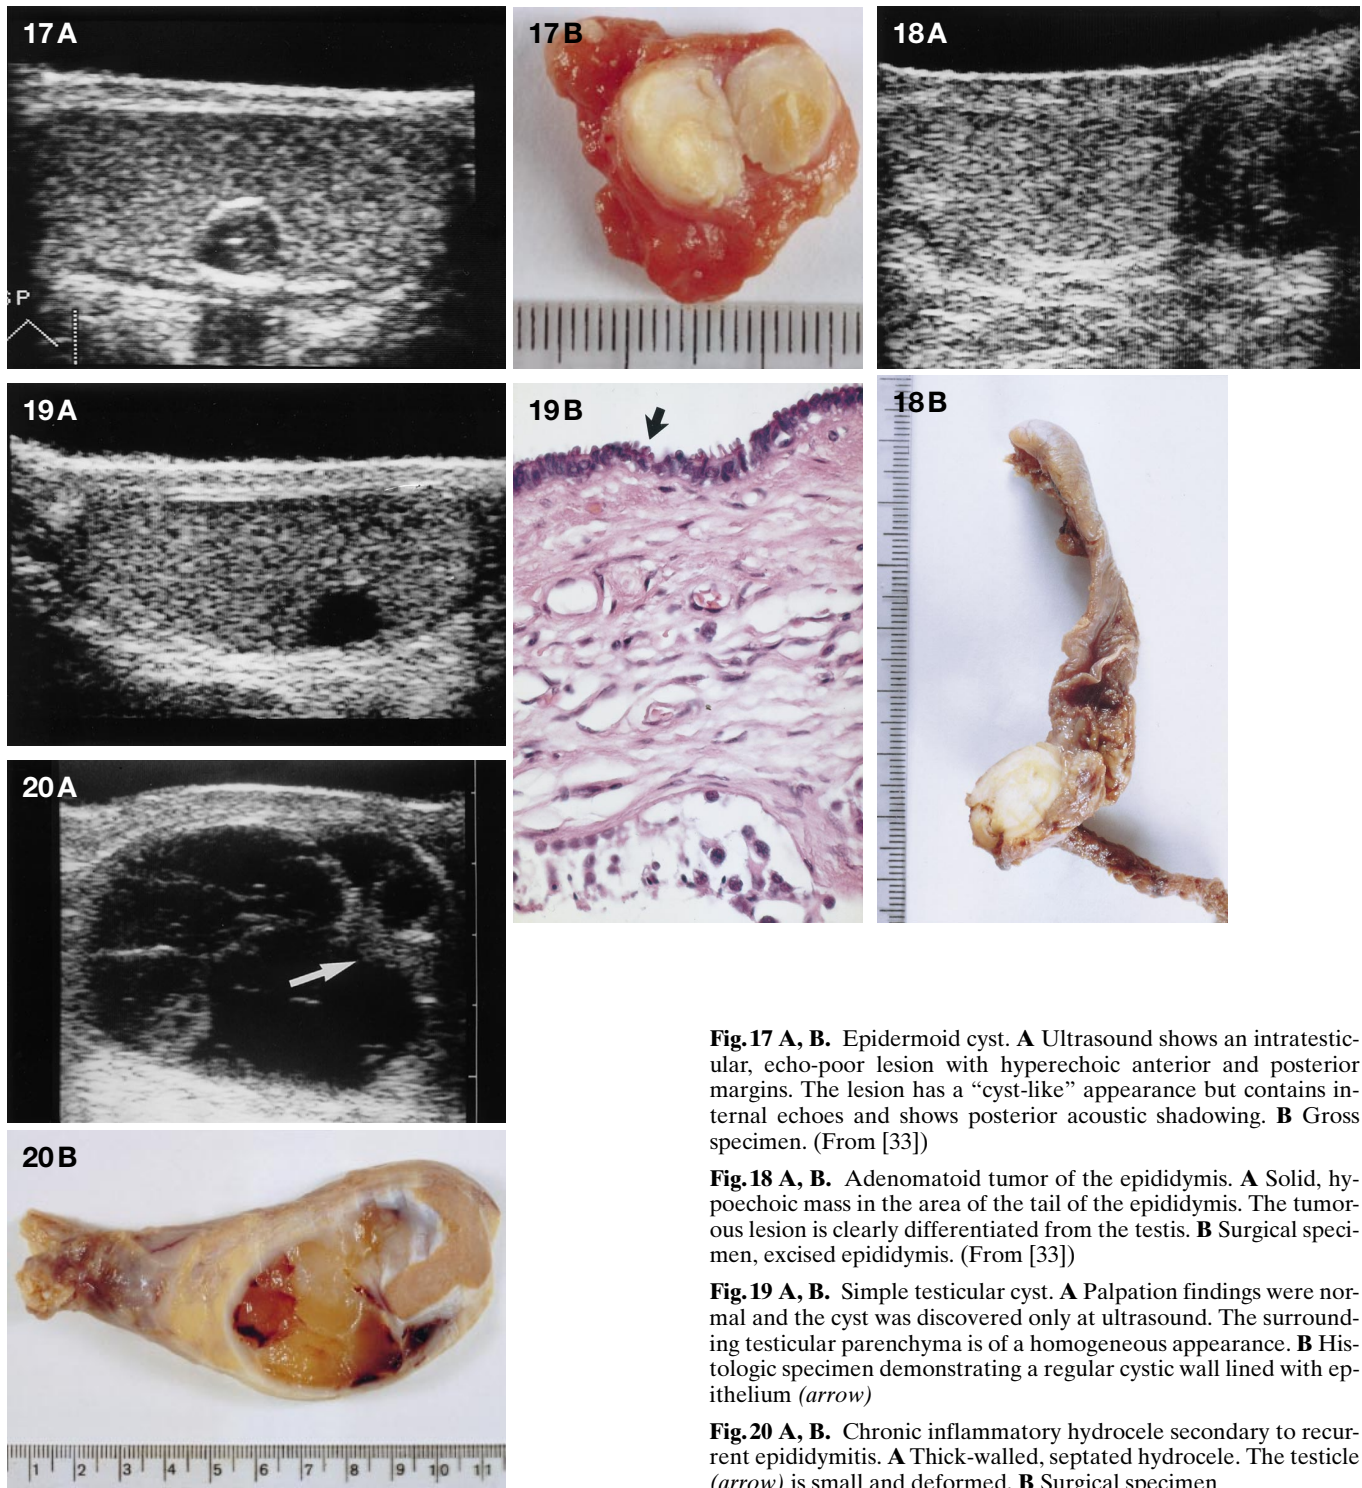 17A
17B
18A
SP
19A
19B
18B
20A
20B
1 2 3 4 5 6 7 8 9 10 11
Fig. 17 A, B. Epidermoid cyst. A Ultrasound shows an intratestic-
ular, echo-poor lesion with hyperechoic anterior and posterior
margins. The lesion has a “cyst-like” appearance but contains in-
ternal echoes and shows posterior acoustic shadowing. B Gross
specimen. (From [33])
Fig. 18 A, B. Adenomatoid tumor of the epididymis. A Solid, hy-
poechoic mass in the area of the tail of the epididymis. The tumor-
ous lesion is clearly differentiated from the testis. B Surgical speci-
men, excised epididymis. (From [33])
Fig. 19 A, B. Simple testicular cyst. A Palpation findings were nor-
mal and the cyst was discovered only at ultrasound. The surround-
ing testicular parenchyma is of a homogeneous appearance. B His-
tologic specimen demonstrating a regular cystic wall lined with ep-
ithelium (arrow)
Fig. 20 A, B. Chronic inflammatory hydrocele secondary to recur-
rent epididymitis. A Thick-walled, septated hydrocele. The testicle
(arrow) is small and deformed. B Surgical specimen